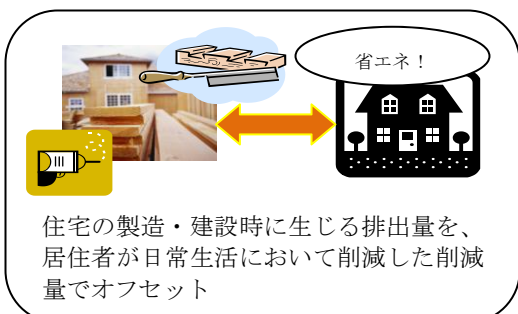 省エネ！
住宅の製造・建設時に生じる排出量を、
居住者が日常生活において削減した削減
量でオフセット